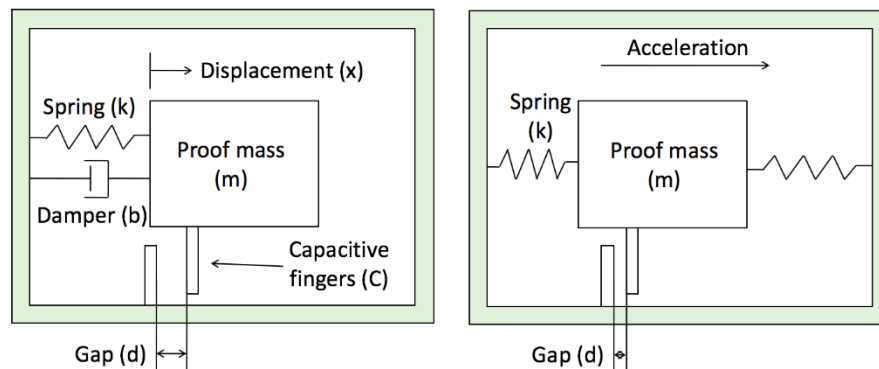 Displacement (x)
Spring (k)
Proof mass
(m)
Damper (b)
Capacitive
fingers (C)
Gap (d)
Acceleration
Spring
(k)
Proof mass
(m)
Gap (d)